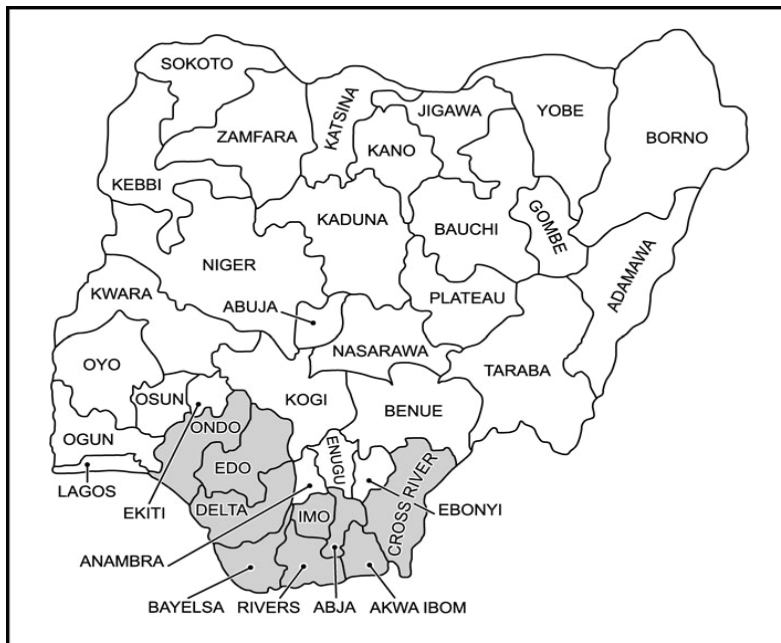 SOKOTO
KATSINA
JIGAWA
YOBE
BORNO
ZAMFARA
KANO
KEBBI
KADUNA
BAUCHI
GOMBE
ADAMAWA
NIGER
KWARA
ABUJA
PLATEAU
NASARAWA
TARABA
OYO
OSUN
KOGI
BENUE
OGUN
ONDO
ENUGU
EDO
CROSS RIVER
LAGOS
EKITI
DELTA
IMO
EBONYI
ANAMBRA
BAYELSA
RIVERS
ABJA
AKWA IBOM